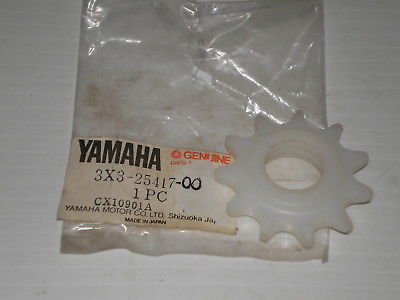 YAMAHA GENUINE
parts
3X3-25417-00
1 PC
CX10901A
YAMAHA MOTOR CO., LTD. Shizuoka Ja.
MADE IN JAPAN